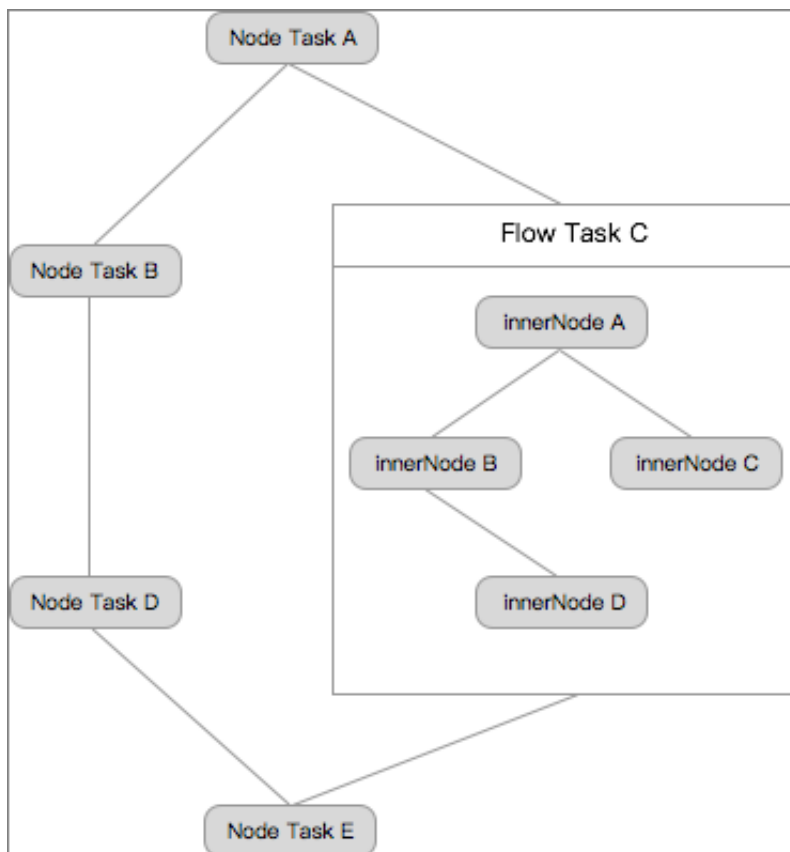 Node Task A
Flow Task C
Node Task B
innerNode A
innerNode B
innerNode C
Node Task D
innerNode D
Node Task E